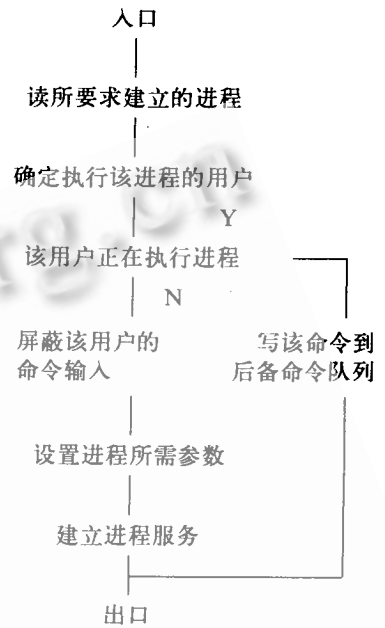 入口
读所要求建立的进程
确定执行该进程的用户
Y
该用户正在执行进程
N
屏蔽该用户的
命令输入
写该命令到
后备命令队列
设置进程所需参数
建立进程服务
出口